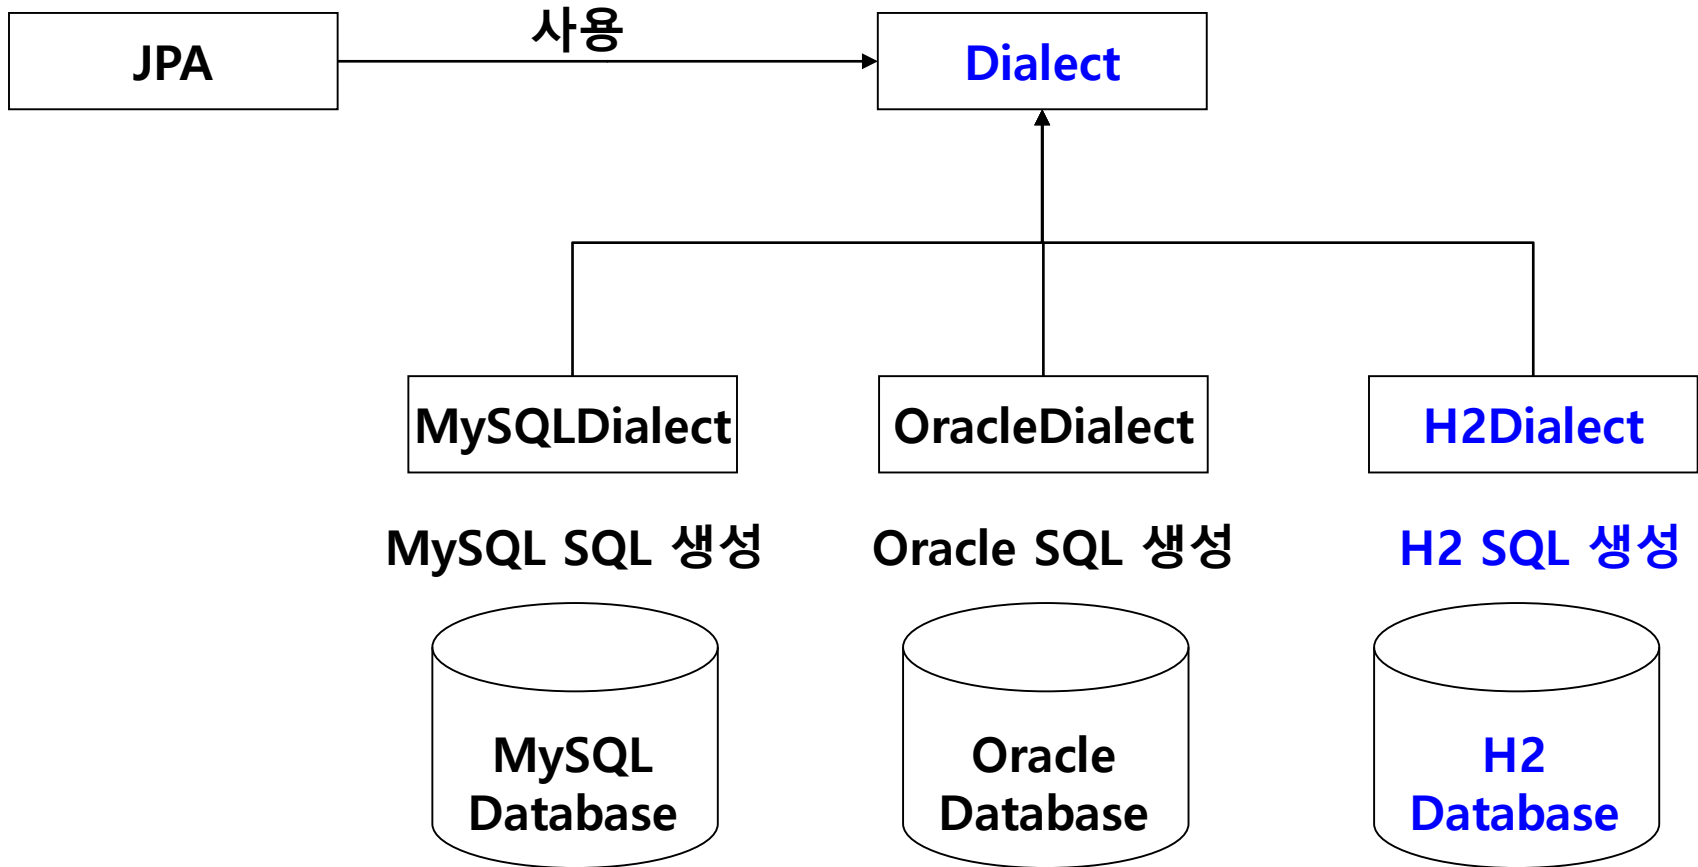 사용
JPA
Dialect
MySQLDialect
OracleDialect
H2Dialect
MySQL SQL 생성
Oracle SQL 생성
H2 SQL 생성
MySQL
Database
Oracle
Database
H2
Database